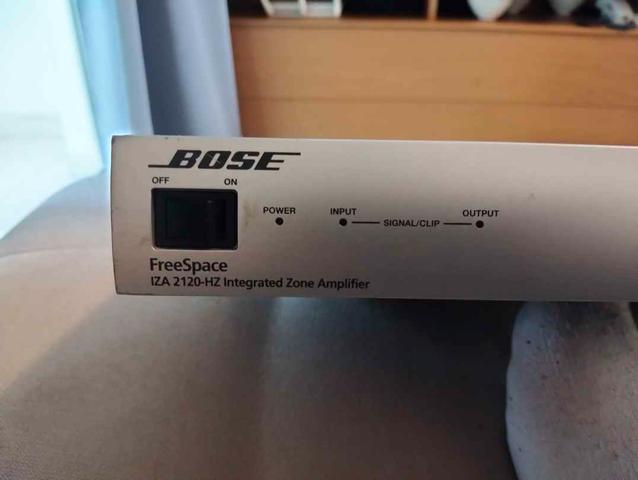 BOSE
OFF ON
POWER INPUT SIGNAL/CLIP OUTPUT
FreeSpace
IZA 2120-HZ Integrated Zone Amplifier